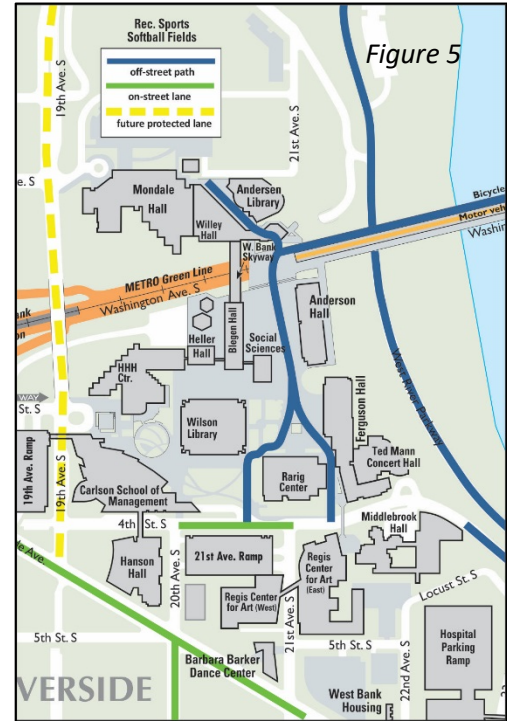 Rec. Sports
Softball Fields
Figure 5
off-street path
on-street lane
future protected lane
19th Ave. S
21st Ave. S
e. S
Mondale
Hall
Andersen
Library
Willey
Hall
Bicycle
Motor veh
Washin
W. Bank
Skyway
METRO Green Line
Washington Ave. S
Anderson
Hall
Heller
Hall
Blegen Hall
Social
Sciences
HHH
Ctr.
WAY
St. S
Wilson
Library
West River Parkway
Ferguson Hall
Ted Mann
Concert Hall
19th Ave. Ramp
19th Ave. S
Carlson School of
Management
Rarig
Center
Middlebrook
Hall
4th St. S
Hanson
Hall
20th Ave. S
21st Ave. Ramp
Regis
Center
for Art
(East)
Regis Center
for Art (West)
21st Ave. S
Locust St. S
5th St. S
5th St. S
22nd Ave. S
Hospital
Parking
Ramp
Barbara Barker
Dance Center
VERSIDE
West Bank
Housing